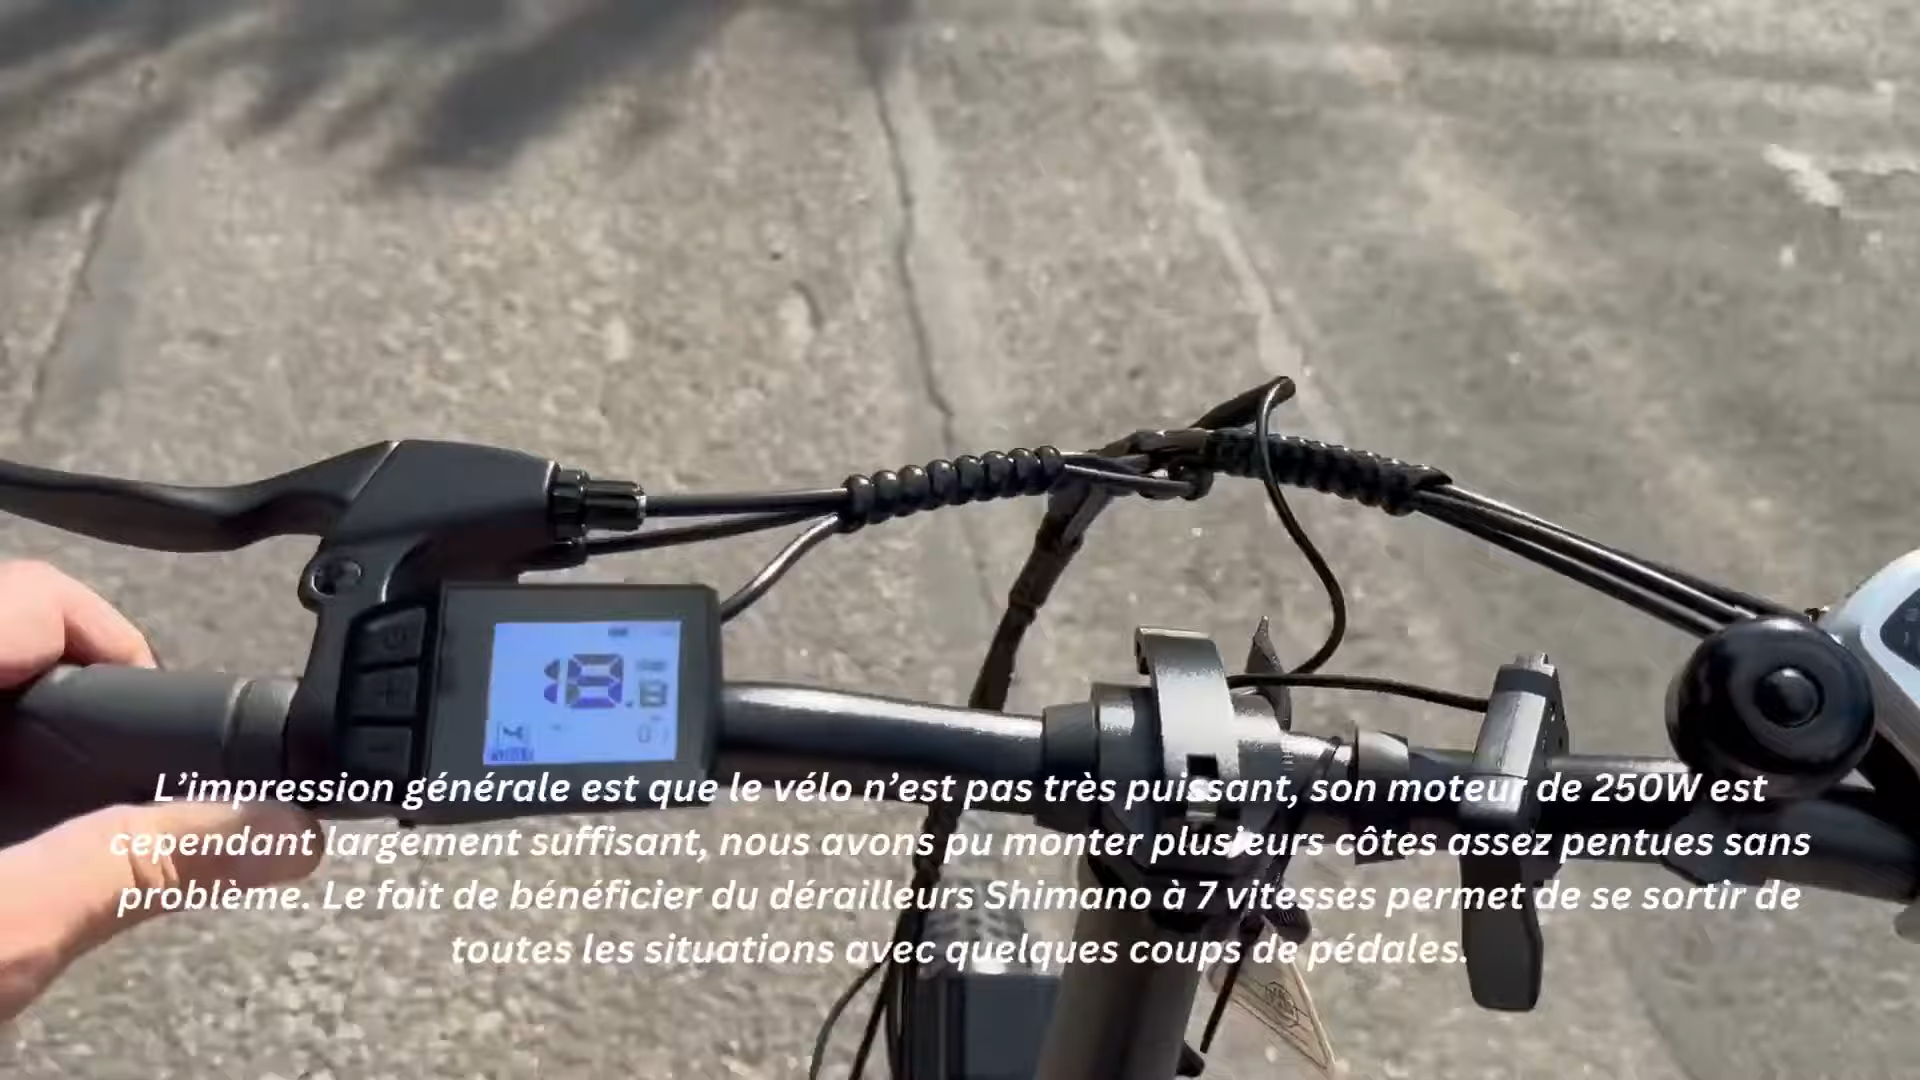 L’impression générale est que le vélo n’est pas très puissant, son moteur de 250W est
cependant largement suffisant, nous avons pu monter plusieurs côtes assez pentues sans
problème. Le fait de bénéficier du dérailleurs Shimano à 7 vitesses permet de se sortir de
toutes les situations avec quelques coups de pédales.